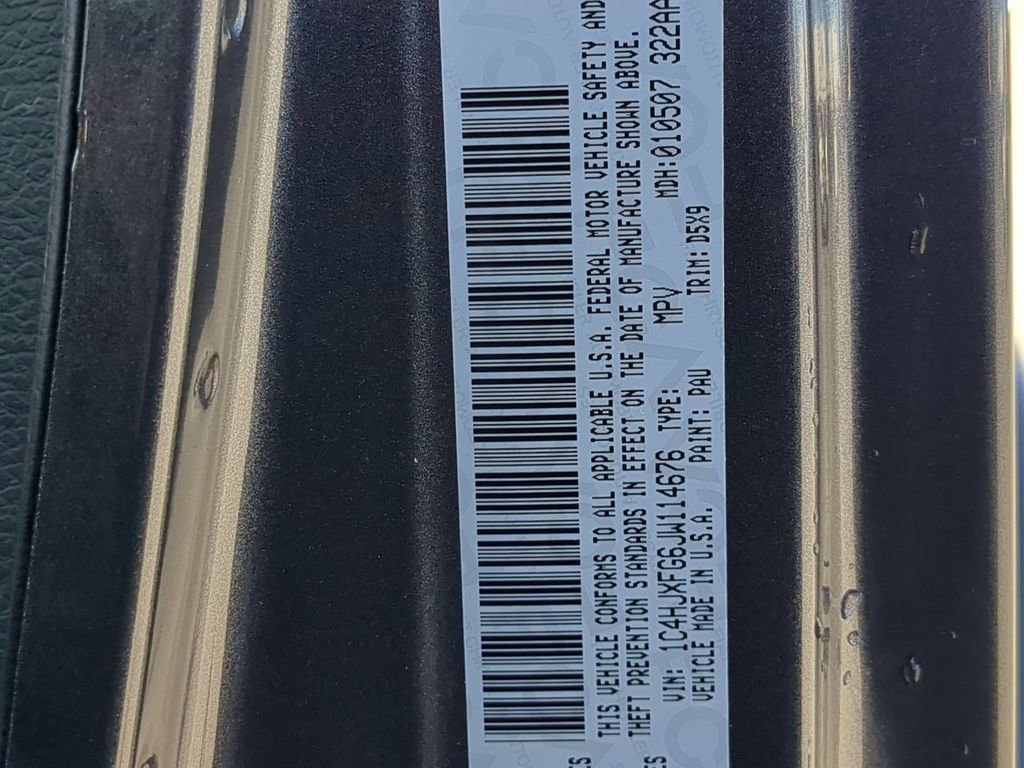 THIS VEHICLE CONFORMS TO ALL APPLICABLE U.S.A. FEDERAL MOTOR VEHICLE SAFETY AND
THEFT PREVENTION STANDARDS IN EFFECT ON THE DATE OF MANUFACTURE SHOWN ABOVE.
VIN: 1C4HJXFG6JW114676 TYPE: MPV MDH:010507 322AA
VEHICLE MADE IN U.S.A. PAINT: PAU TRIM: D5X9